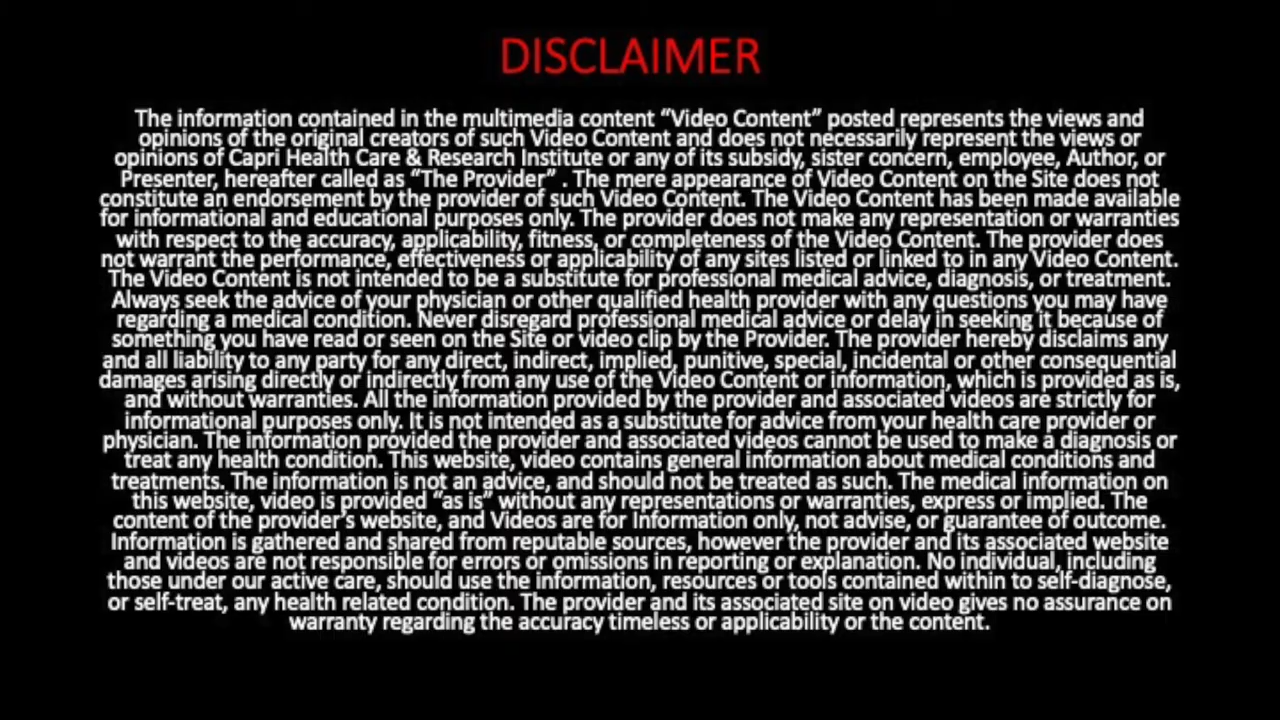 DISCLAIMER
The information contained in the multimedia content “Video Content” posted represents the views and
opinions of the original creators of such Video Content and does not necessarily represent the views or
opinions of Capri Health Care & Research Institute or any of its subsidy, sister concern, employee, Author, or
Presenter, hereafter called as “The Provider” . The mere appearance of Video Content on the Site does not
constitute an endorsement by the provider of such Video Content. The Video Content has been made available
for informational and educational purposes only. The provider does not make any representation or warranties
with respect to the accuracy, applicability, fitness, or completeness of the Video Content. The provider does
not warrant the performance, effectiveness or applicability of any sites listed or linked to in any Video Content.
The Video Content is not intended to be a substitute for professional medical advice, diagnosis, or treatment.
Always seek the advice of your physician or other qualified health provider with any questions you may have
regarding a medical condition. Never disregard professional medical advice or delay in seeking it because of
something you have read or seen on the Site or video clip by the Provider. The provider hereby disclaims any
and all liability to any party for any direct, indirect, implied, punitive, special, incidental or other consequential
damages arising directly or indirectly from any use of the Video Content or information, which is provided as is,
and without warranties. All the information provided by the provider and associated videos are strictly for
informational purposes only. It is not intended as a substitute for advice from your health care provider or
physician. The information provided the provider and associated videos cannot be used to make a diagnosis or
treat any health condition. This website, video contains general information about medical conditions and
treatments. The information is not an advice, and should not be treated as such. The medical information on
this website, video is provided “as is” without any representations or warranties, express or implied. The
content of the provider’s website, and Videos are for Information only, not advise, or guarantee of outcome.
Information is gathered and shared from reputable sources, however the provider and its associated website
and videos are not responsible for errors or omissions in reporting or explanation. No individual, including
those under our active care, should use the information, resources or tools contained within to self-diagnose,
or self-treat, any health related condition. The provider and its associated site on video gives no assurance on
warranty regarding the accuracy timeless or applicability or the content.